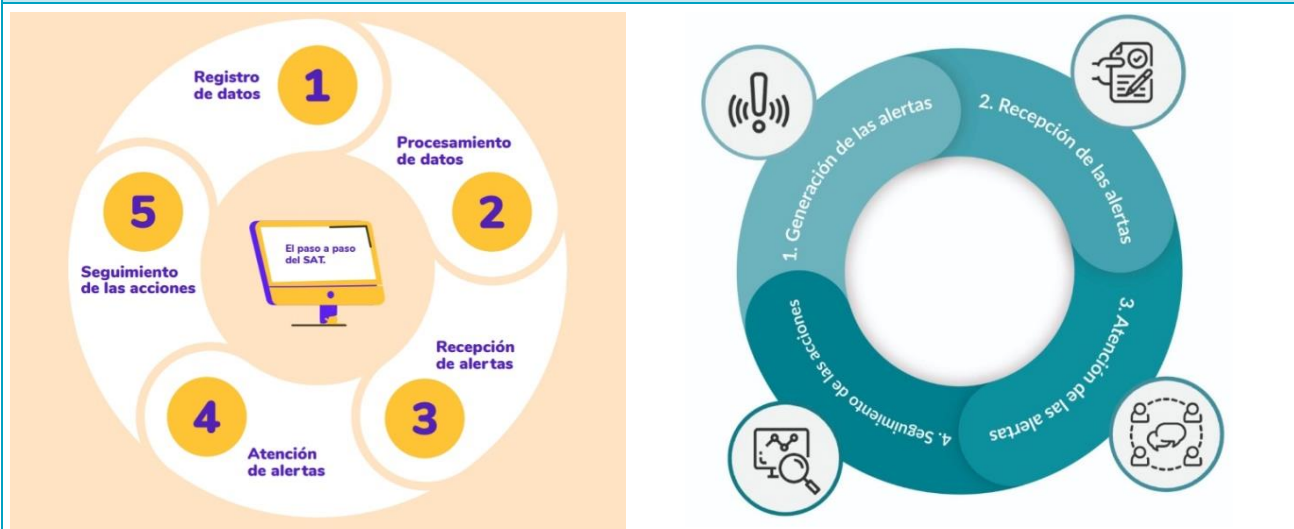 1
Registro
de datos
Procesamiento
de datos
2
El paso a paso
del SAT.
Recepción
de alertas
3
4
Atención
de alertas
5
Seguimiento
de las acciones
1. Generación de las alertas
2. Recepción de las alertas
3. Atención de las alertas
4. Seguimiento de las acciones